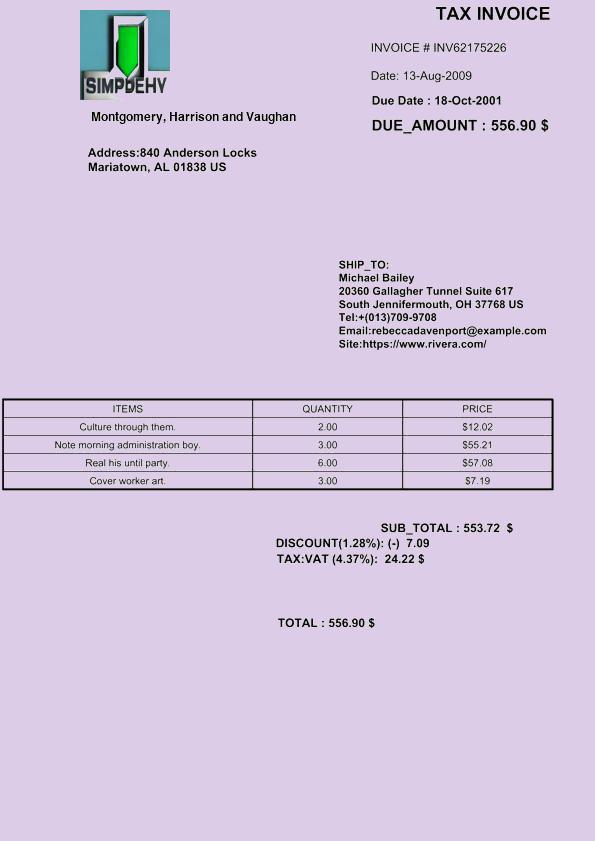 TAX INVOICE
INVOICE # INV62175226
Date: 13-Aug-2009
Due Date : 18-Oct-2001
DUE_AMOUNT : 556.90 $
SIMPDEHY
Montgomery, Harrison and Vaughan
Address:840 Anderson Locks
Mariatown, AL 01838 US
SHIP_TO:
Michael Bailey
20360 Gallagher Tunnel Suite 617
South Jennifermouth, OH 37768 US
Tel:+(013)709-9708
Email:rebeccadavenport@example.com
Site:https://www.rivera.com/
ITEMS QUANTITY PRICE
Culture through them. 2.00 $12.02
Note morning administration boy. 3.00 $55.21
Real his until party. 6.00 $57.08
Cover worker art. 3.00 $7.19
SUB_TOTAL : 553.72 $
DISCOUNT(1.28%): (-) 7.09
TAX:VAT (4.37%): 24.22 $
TOTAL : 556.90 $